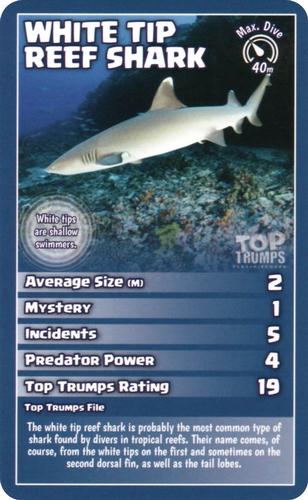 WHITE TIP
REEF SHARK
Max. Dive
40m
White tips
are shallow
swimmers.
TOP
TRUMPS
Average Size (M) 2
Mystery 1
Incidents 5
Predator Power 4
Top Trumps Rating 19
Top Trumps File
The white tip reef shark is probably the most common type of
shark found by divers in tropical reefs. Their name comes, of
course, from the white tips on the first and sometimes on the
second dorsal fin, as well as the tail lobes.